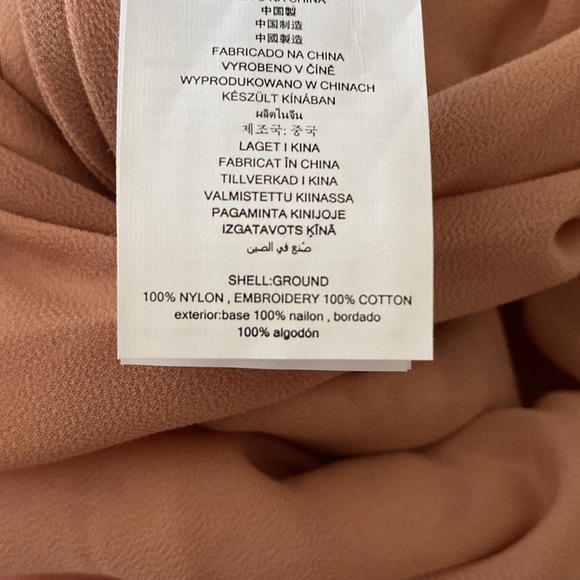 NA CHINA
中国製
中国制造
中國製造
FABRICADO NA CHINA
VYROBENO V ČÍNĚ
WYPRODUKOWANO W CHINACH
KÉSZÜLT KÍNÁBAN
ผลิตในจีน
제조국: 중국
LAGET I KINA
FABRICAT ÎN CHINA
TILLVERKAD I KINA
VALMISTETTU KIINASSA
PAGAMINTA KINIJOJE
IZGATAVOTS ĶĪNĀ
صنع في الصين
SHELL:GROUND
100% NYLON , EMBROIDERY 100% COTTON
exterior:base 100% nailon , bordado
100% algodón